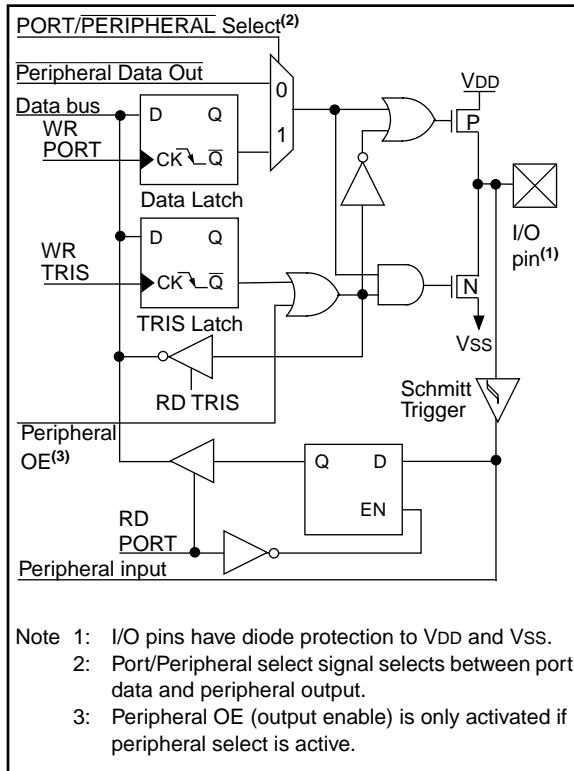 PORT/PERIPHERAL Select(2)
Peripheral Data Out
Data bus
WR
PORT
D Q
CK Q
Data Latch
0
1
VDD
P
I/O
pin(1)
WR
TRIS
D Q
CK Q
TRIS Latch
N
VSS
RD TRIS
Schmitt
Trigger
Peripheral
OE(3)
Q D
EN
RD
PORT
Peripheral input
Note 1: I/O pins have diode protection to VDD and VSS.
2: Port/Peripheral select signal selects between port
data and peripheral output.
3: Peripheral OE (output enable) is only activated if
peripheral select is active.